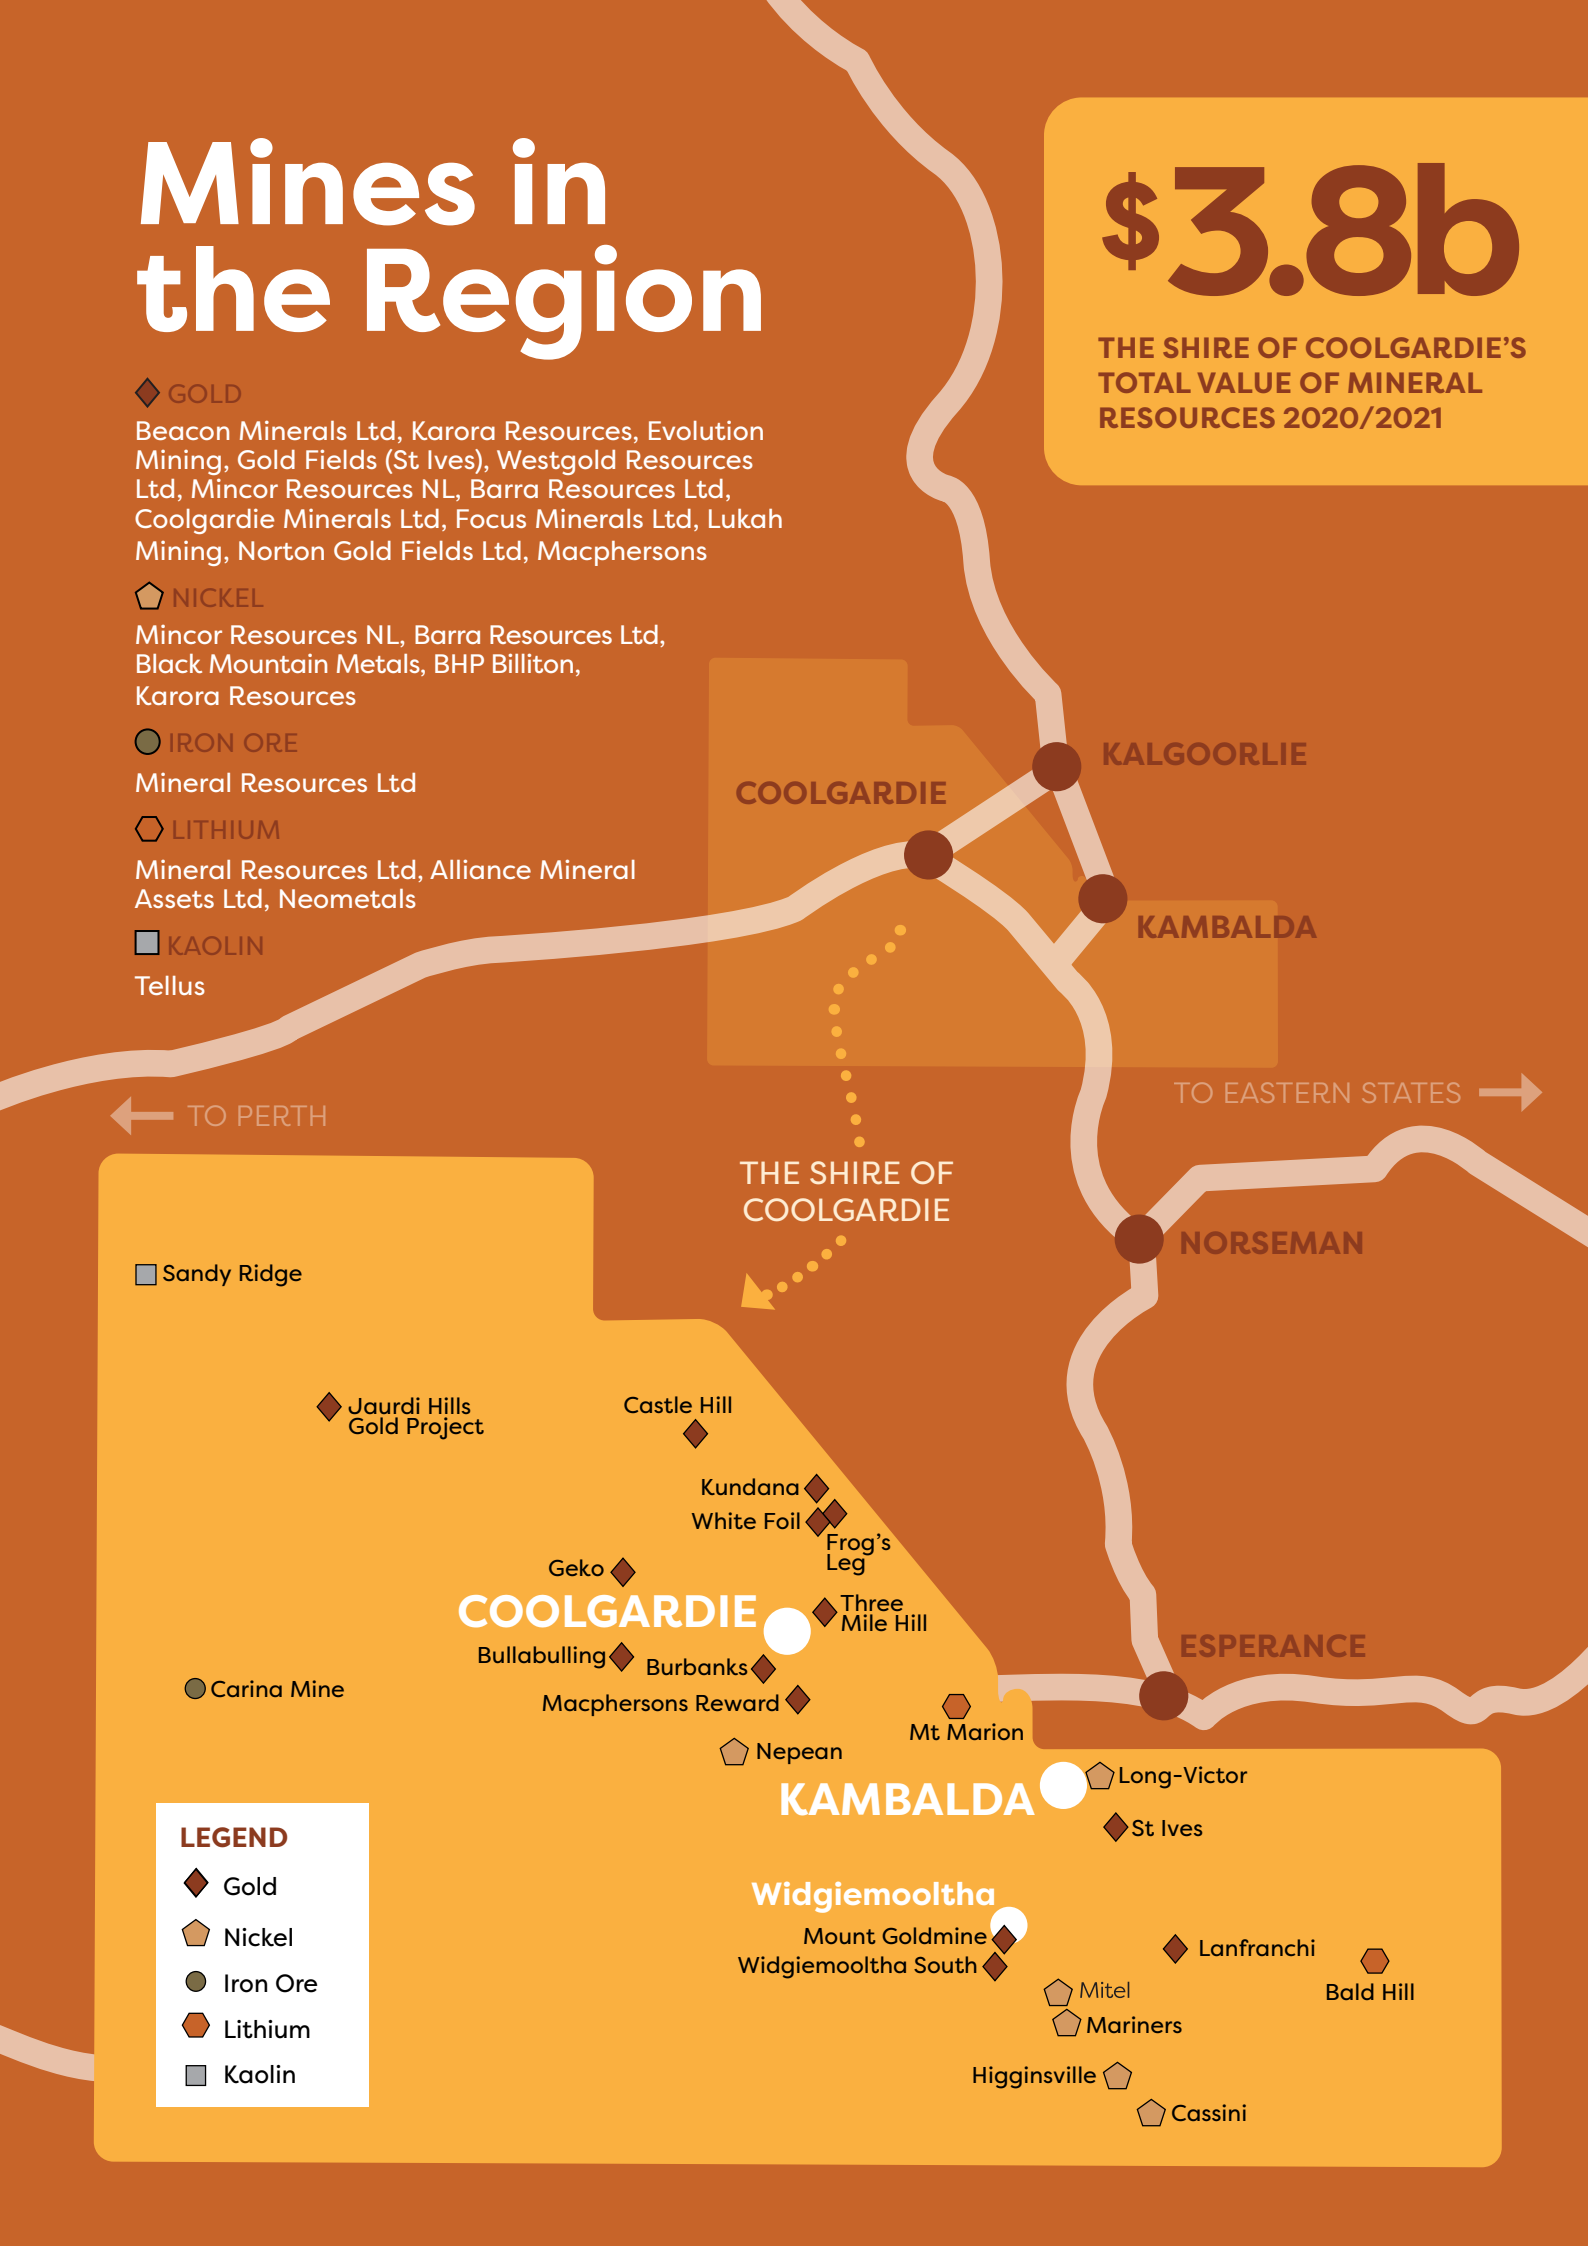 Mines in
the Region
$3.8b
THE SHIRE OF COOLGARDIE'S
TOTAL VALUE OF MINERAL
RESOURCES 2020/2021
GOLD
Beacon Minerals Ltd, Karora Resources, Evolution
Mining, Gold Fields (St Ives), Westgold Resources
Ltd, Mincor Resources NL, Barra Resources Ltd,
Coolgardie Minerals Ltd, Focus Minerals Ltd, Lukah
Mining, Norton Gold Fields Ltd, Macphersons
NICKEL
Mincor Resources NL, Barra Resources Ltd,
Black Mountain Metals, BHP Billiton,
Karora Resources
IRON ORE
Mineral Resources Ltd
LITHIUM
Mineral Resources Ltd, Alliance Mineral
Assets Ltd, Neometals
KAOLIN
Tellus
KALGOORLIE
COOLGARDIE
KAMBALDA
TO EASTERN STATES
TO PERTH
THE SHIRE OF
COOLGARDIE
NORSEMAN
ESPERANCE
Sandy Ridge
Jaurdi Hills
Gold Project
Castle Hill
Kundana
White Foil
Frog's
Leg
Geko
COOLGARDIE
Three
Mile Hill
Bullabulling
Burbanks
Carina Mine
Macphersons Reward
Mt Marion
Nepean
KAMBALDA
Long-Victor
St Ives
Widgiemooltha
Mount Goldmine
Widgiemooltha South
Lanfranchi
Bald Hill
Mitel
Mariners
Higginsville
Cassini
LEGEND
Gold
Nickel
Iron Ore
Lithium
Kaolin